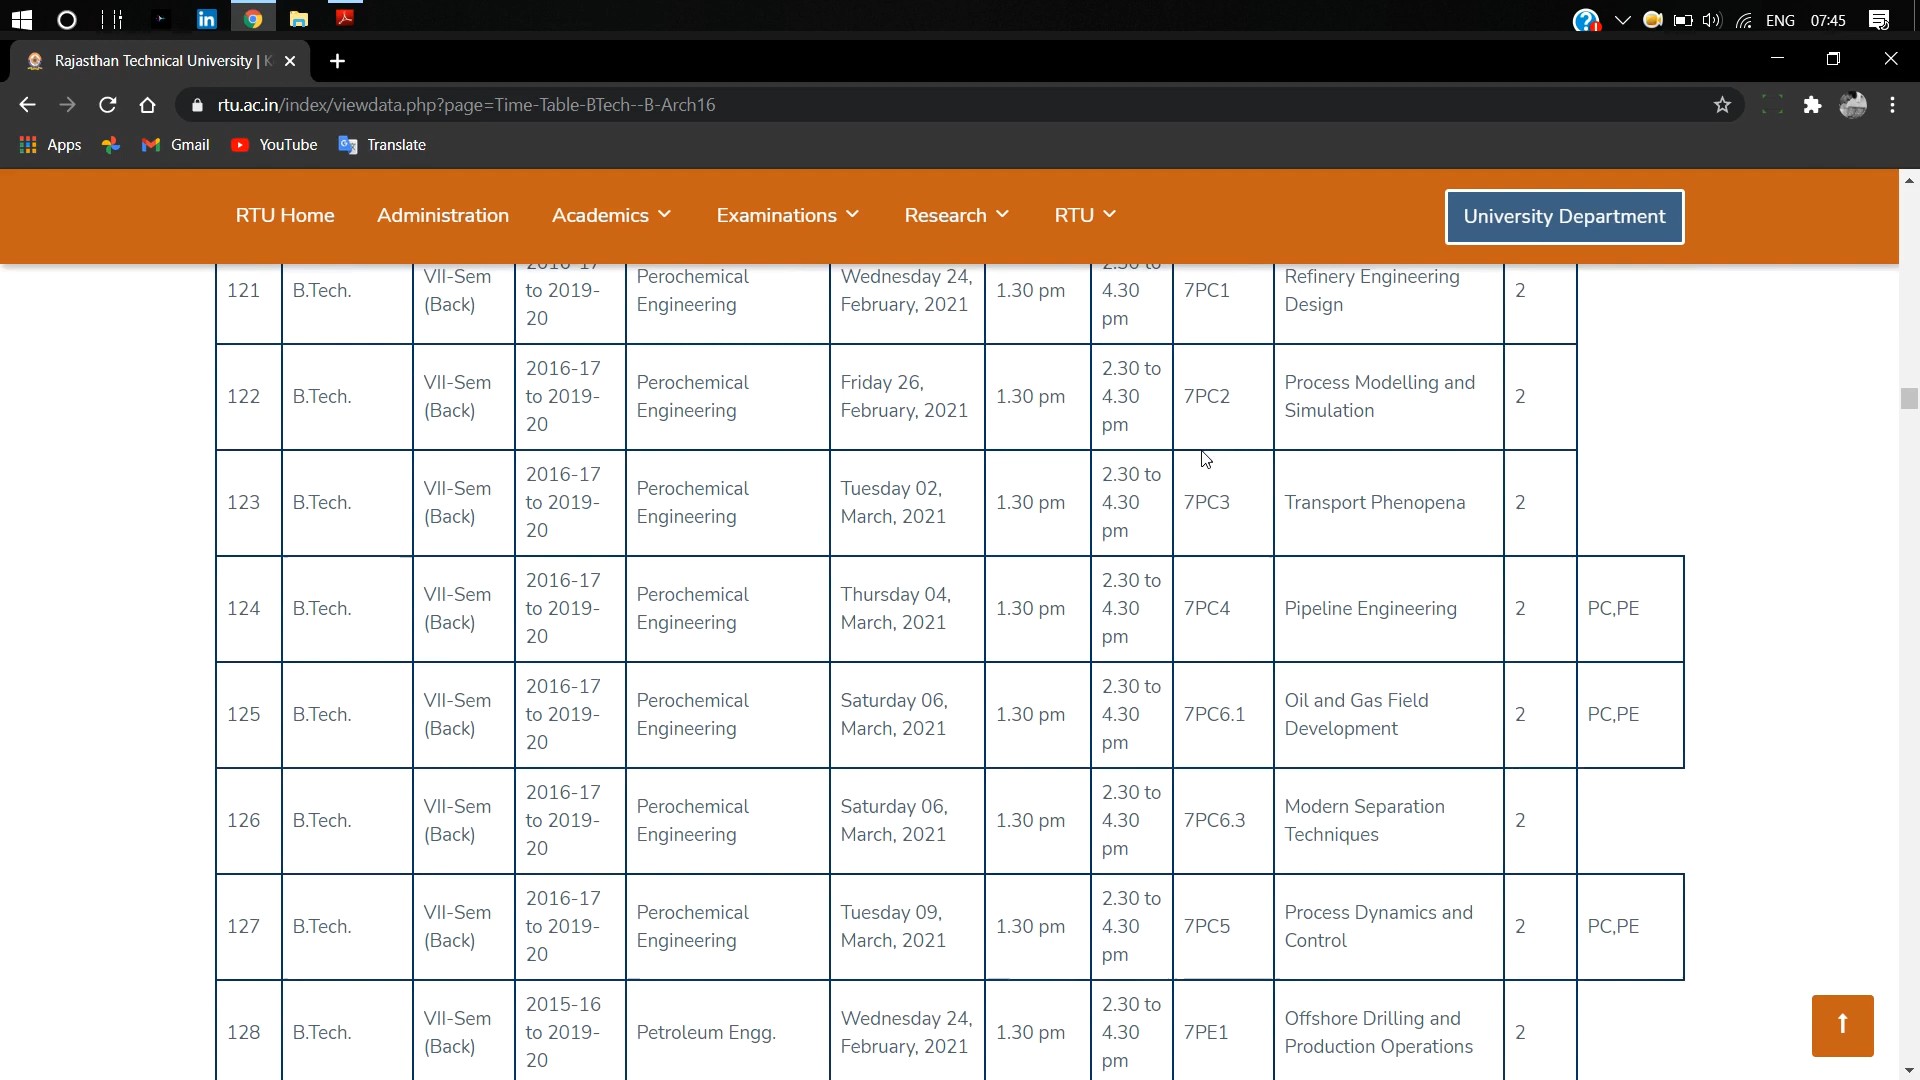 ENG 07:45
Rajasthan Technical University | K
rtu.ac.in/index/viewdata.php?page=Time-Table-BTech--B-Arch16
Apps Gmail YouTube Translate
RTU Home Administration Academics Examinations Research RTU University Department
121 B.Tech. VII-Sem (Back) 2016-17 to 2019-20 Perochemical Engineering Wednesday 24, February, 2021 1.30 pm 2.30 to 4.30 pm 7PC1 Refinery Engineering Design 2
122 B.Tech. VII-Sem (Back) 2016-17 to 2019-20 Perochemical Engineering Friday 26, February, 2021 1.30 pm 2.30 to 4.30 pm 7PC2 Process Modelling and Simulation 2
123 B.Tech. VII-Sem (Back) 2016-17 to 2019-20 Perochemical Engineering Tuesday 02, March, 2021 1.30 pm 2.30 to 4.30 pm 7PC3 Transport Phenopena 2
124 B.Tech. VII-Sem (Back) 2016-17 to 2019-20 Perochemical Engineering Thursday 04, March, 2021 1.30 pm 2.30 to 4.30 pm 7PC4 Pipeline Engineering 2 PC,PE
125 B.Tech. VII-Sem (Back) 2016-17 to 2019-20 Perochemical Engineering Saturday 06, March, 2021 1.30 pm 2.30 to 4.30 pm 7PC6.1 Oil and Gas Field Development 2 PC,PE
126 B.Tech. VII-Sem (Back) 2016-17 to 2019-20 Perochemical Engineering Saturday 06, March, 2021 1.30 pm 2.30 to 4.30 pm 7PC6.3 Modern Separation Techniques 2
127 B.Tech. VII-Sem (Back) 2016-17 to 2019-20 Perochemical Engineering Tuesday 09, March, 2021 1.30 pm 2.30 to 4.30 pm 7PC5 Process Dynamics and Control 2 PC,PE
128 B.Tech. VII-Sem (Back) 2015-16 to 2019-20 Petroleum Engg. Wednesday 24, February, 2021 1.30 pm 2.30 to 4.30 pm 7PE1 Offshore Drilling and Production Operations 2